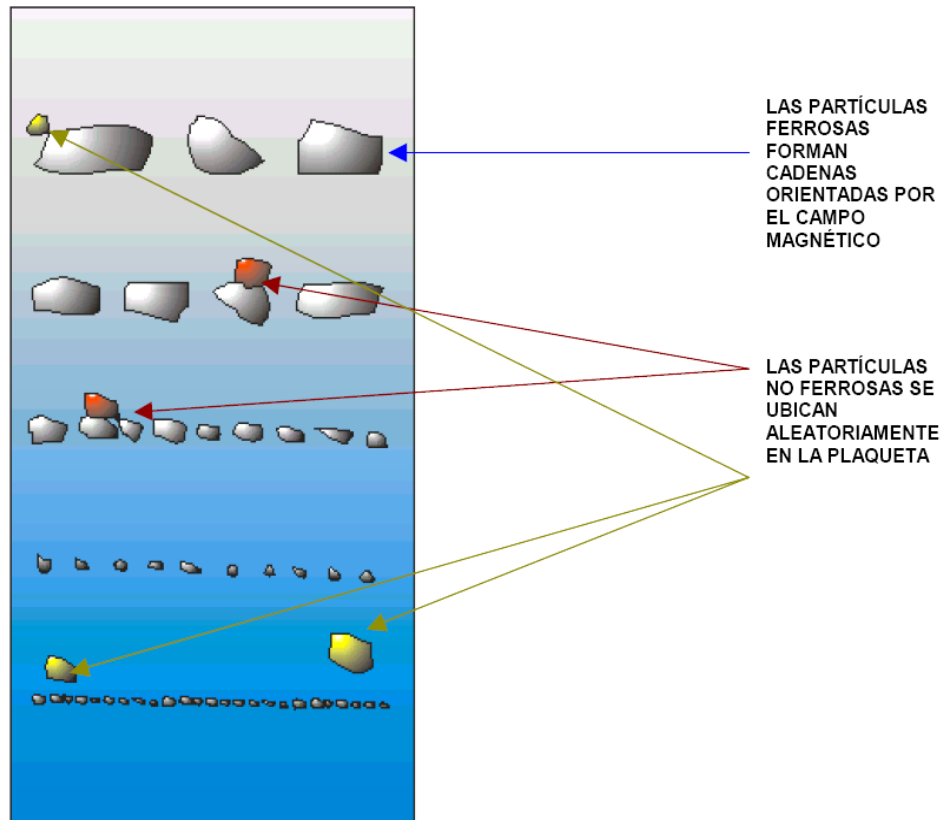 LAS PARTÍCULAS
FERROSAS
FORMAN
CADENAS
ORIENTADAS POR
EL CAMPO
MAGNÉTICO
LAS PARTÍCULAS
NO FERROSAS SE
UBICAN
ALEATORIAMENTE
EN LA PLAQUETA